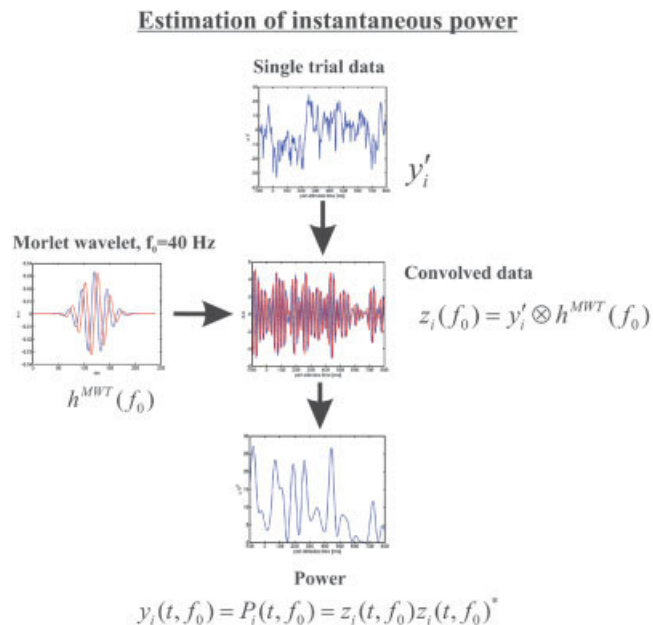 Estimation of instantaneous power
Single trial data
y′ᵢ
Morlet wavelet, f₀=40 Hz
Convolved data
zᵢ(f₀) = y′ᵢ ⊗ h^MWT(f₀)
h^MWT(f₀)
Power
yᵢ(t, f₀) = Pᵢ(t, f₀) = zᵢ(t, f₀)zᵢ(t, f₀)*